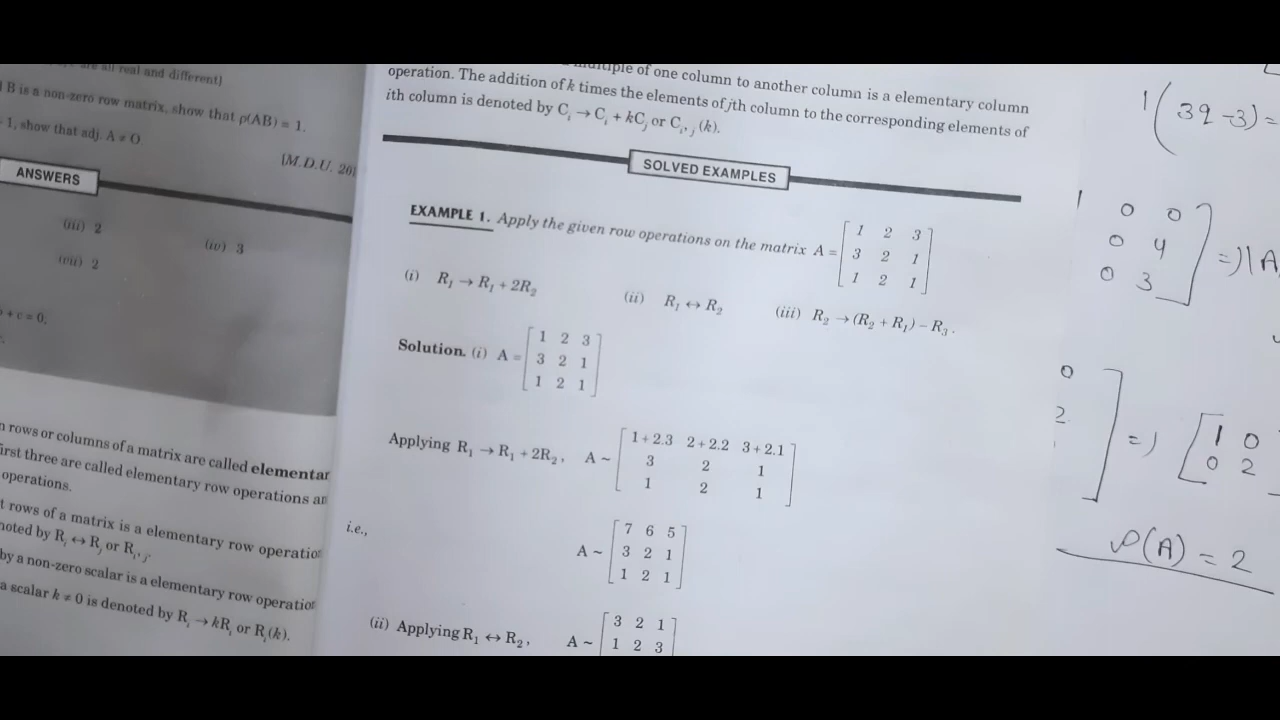 are all real and different]
B is a non-zero row matrix, show that ρ(AB) = 1.
1, show that adj. A ≠ O
[M.D.U. 20
ANSWERS
(iii) 2
(iv) 3
(vii) 2
+ c = 0,
rows or columns of a matrix are called elementar
irst three are called elementary row operations an
operations.
t rows of a matrix is a elementary row operatio
noted by Rᵢ ↔ Rⱼ or Rᵢ,ⱼ.
by a non-zero scalar is a elementary row operatio
a scalar k ≠ 0 is denoted by Rᵢ → kRᵢ or Rᵢ(k).
multiple of one column to another column is a elementary column
operation. The addition of k times the elements of jth column to the corresponding elements of
ith column is denoted by Cᵢ → Cᵢ + kCⱼ or Cᵢ,ⱼ (k).
SOLVED EXAMPLES
EXAMPLE 1. Apply the given row operations on the matrix A =
1 2 3
3 2 1
1 2 1
(i) R₁ → R₁ + 2R₂
(ii) R₁ ↔ R₂
(iii) R₂ → (R₂ + R₁) – R₃.
Solution. (i) A =
1 2 3
3 2 1
1 2 1
Applying R₁ → R₁ + 2R₂, A ~
1 + 2.3 2 + 2.2 3 + 2.1
3 2 1
1 2 1
i.e.,
A ~
7 6 5
3 2 1
1 2 1
(ii) Applying R₁ ↔ R₂, A ~
3 2 1
1 2 3
1(39 - 3) =
1 0 0
0 4
0 3
=) |A
0
2
=)
1 0
0 2
ρ(A) = 2